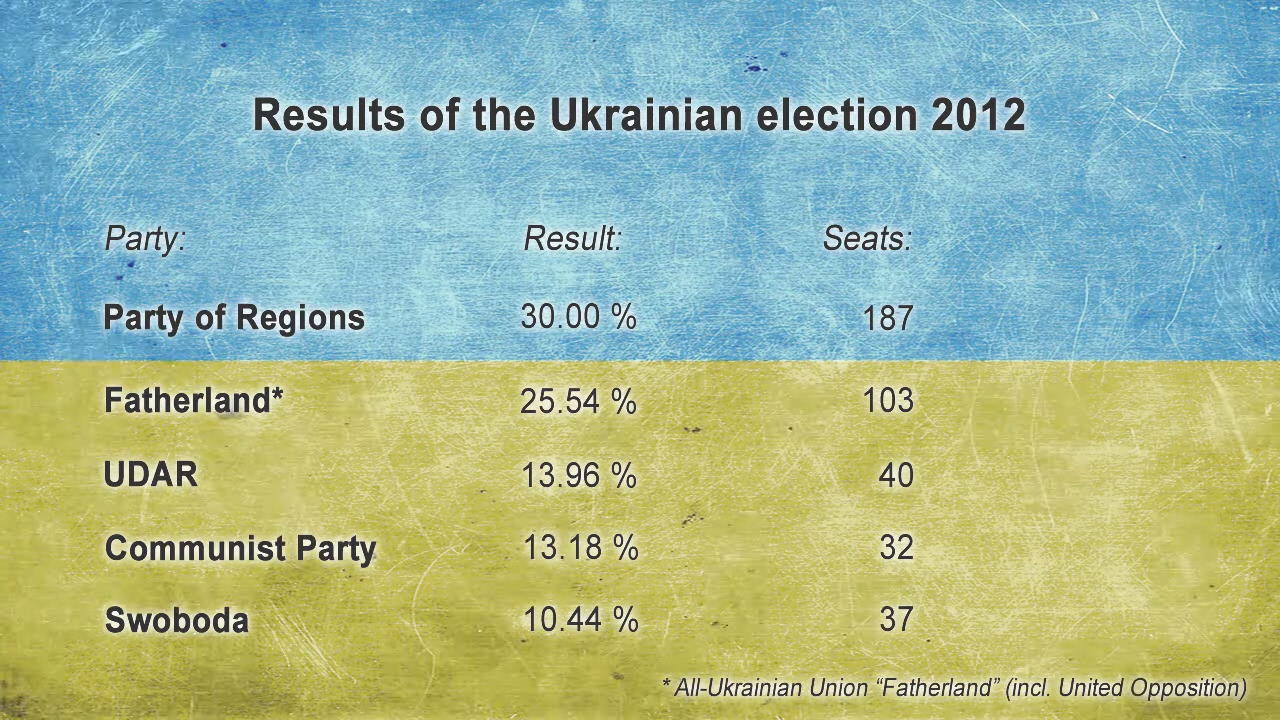 Results of the Ukrainian election 2012
Party: Result: Seats:
Party of Regions 30.00 % 187
Fatherland* 25.54 % 103
UDAR 13.96 % 40
Communist Party 13.18 % 32
Swoboda 10.44 % 37
* All-Ukrainian Union “Fatherland” (incl. United Opposition)